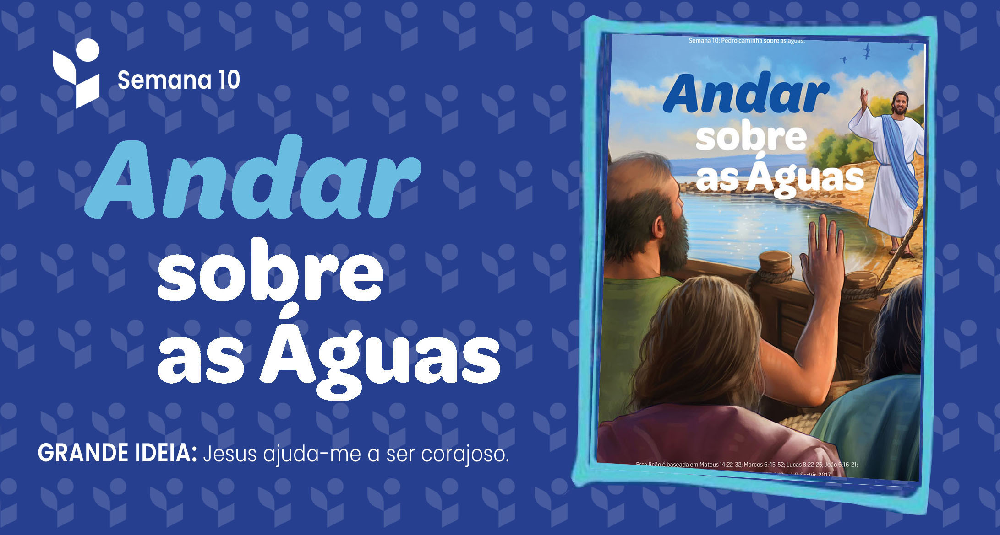 Semana 10
Andar
sobre
as Águas
GRANDE IDEIA: Jesus ajuda-me a ser corajoso.
Semana 10: Pedro caminha sobre as águas.
Andar
sobre
as Águas
Esta lição é baseada em Mateus 14:22-32; Marcos 6:45-52; Lucas 8:22-25; João 6:16-21;
SerVir, 2017